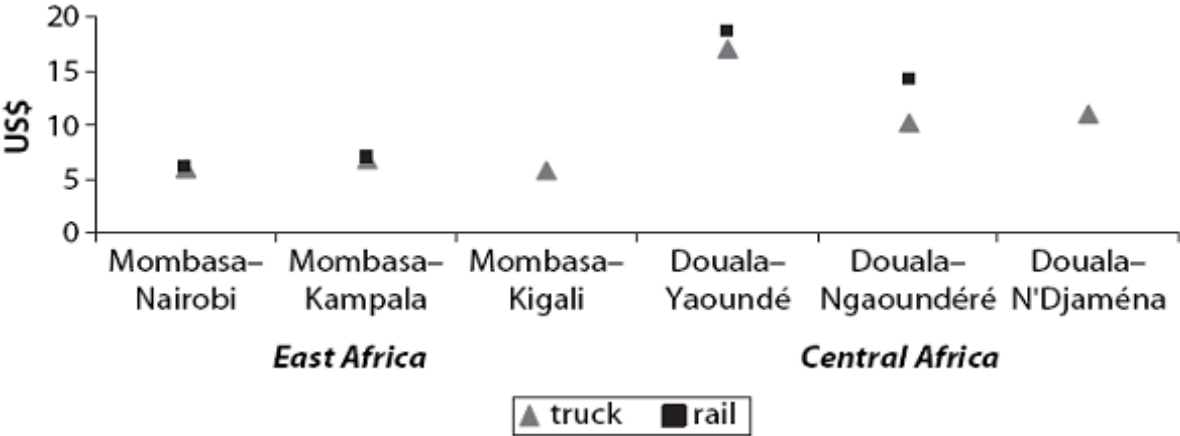 20
15
10
5
0
US$
Mombasa– Mombasa– Mombasa– Douala– Douala– Douala–
Nairobi Kampala Kigali Yaoundé Ngaoundéré N'Djaména
East Africa Central Africa
truck rail